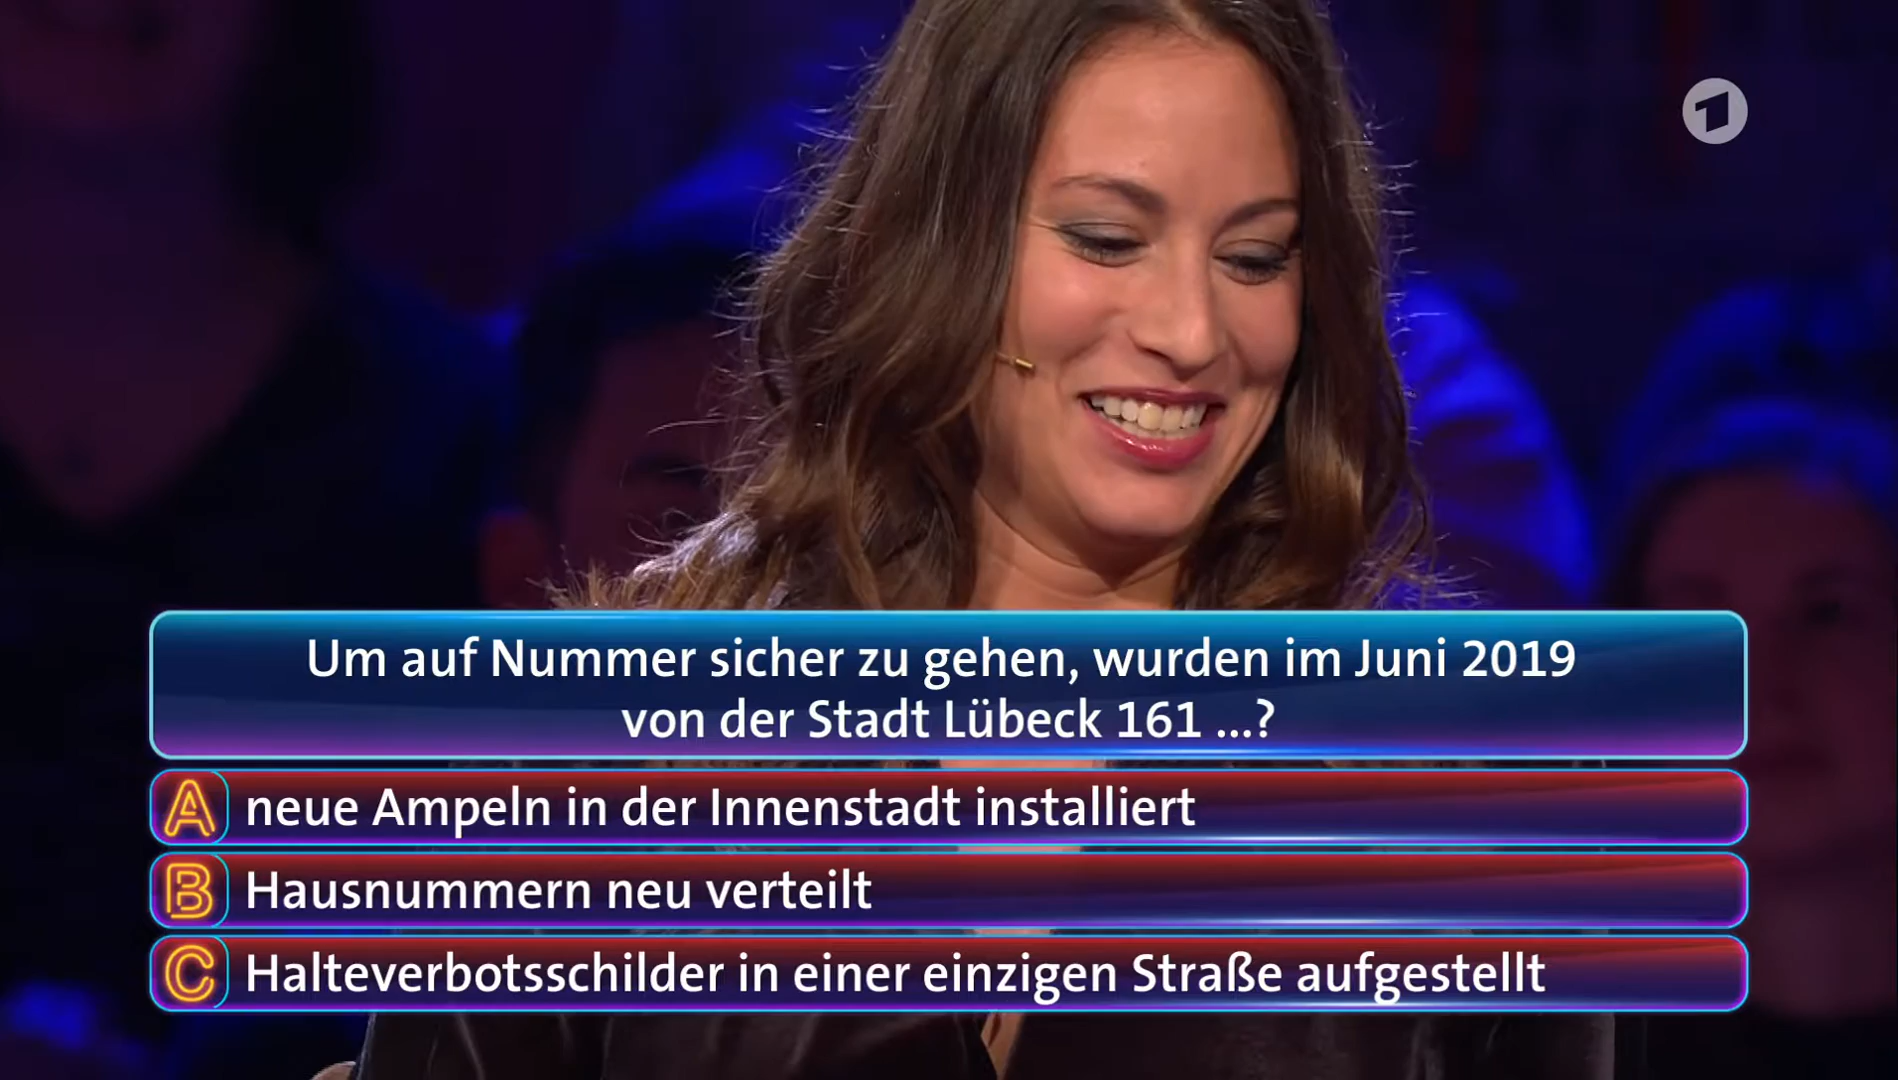 Um auf Nummer sicher zu gehen, wurden im Juni 2019
von der Stadt Lübeck 161 ...?
A neue Ampeln in der Innenstadt installiert
B Hausnummern neu verteilt
C Halteverbotsschilder in einer einzigen Straße aufgestellt